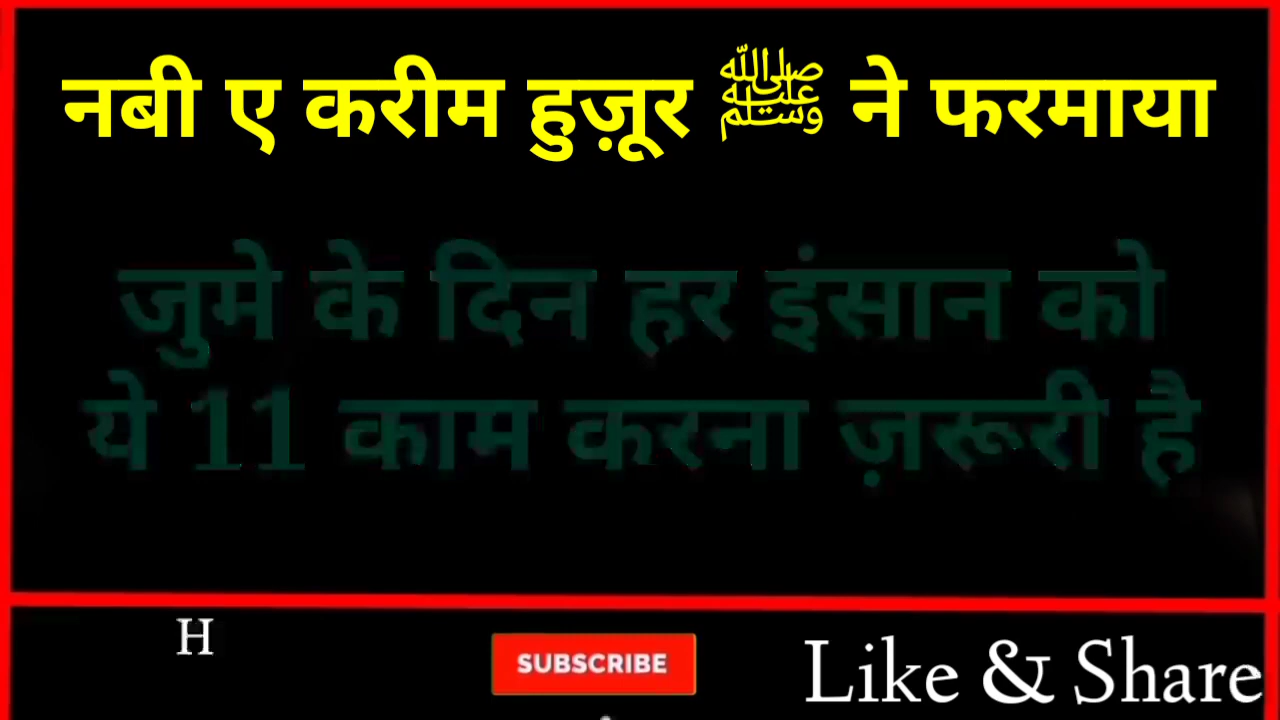 नबी ए करीम हुज़ूर ﷺ ने फरमाया
जुमे के दिन हर इंसान को
ये 11 काम करना ज़रूरी है
H
SUBSCRIBE
Like & Share